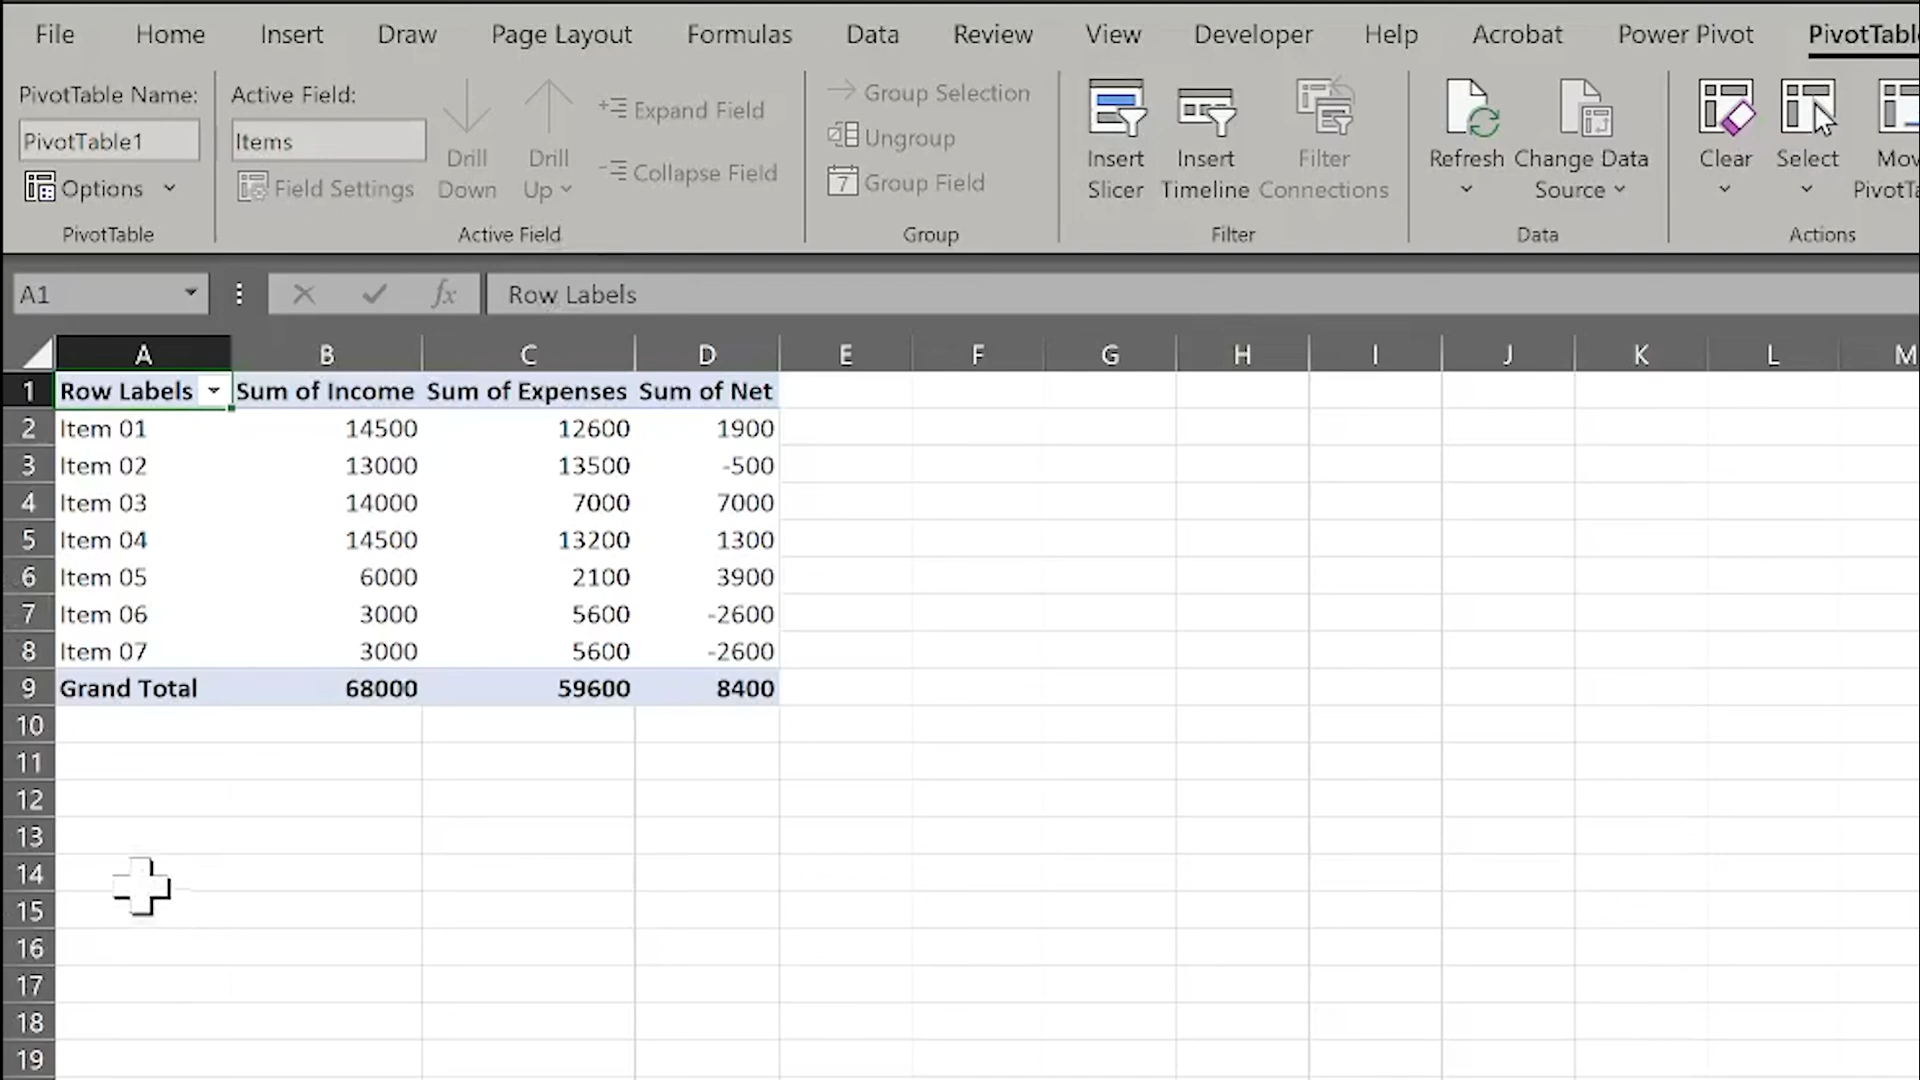 File Home Insert Draw Page Layout Formulas Data Review View Developer Help Acrobat Power Pivot PivotTabl
PivotTable Name:
PivotTable1
Options
PivotTable
Active Field:
Items
Field Settings
Drill Down
Drill Up
Expand Field
Collapse Field
Active Field
Group Selection
Ungroup
7 Group Field
Group
Insert Slicer
Insert Timeline
Filter Connections
Filter
Refresh
Change Data Source
Data
Clear
Select
Mov PivotTa
Actions
A1 fx Row Labels
A B C D E F G H I J K L M
1 Row Labels Sum of Income Sum of Expenses Sum of Net
2 Item 01 14500 12600 1900
3 Item 02 13000 13500 -500
4 Item 03 14000 7000 7000
5 Item 04 14500 13200 1300
6 Item 05 6000 2100 3900
7 Item 06 3000 5600 -2600
8 Item 07 3000 5600 -2600
9 Grand Total 68000 59600 8400
10
11
12
13
14
15
16
17
18
19